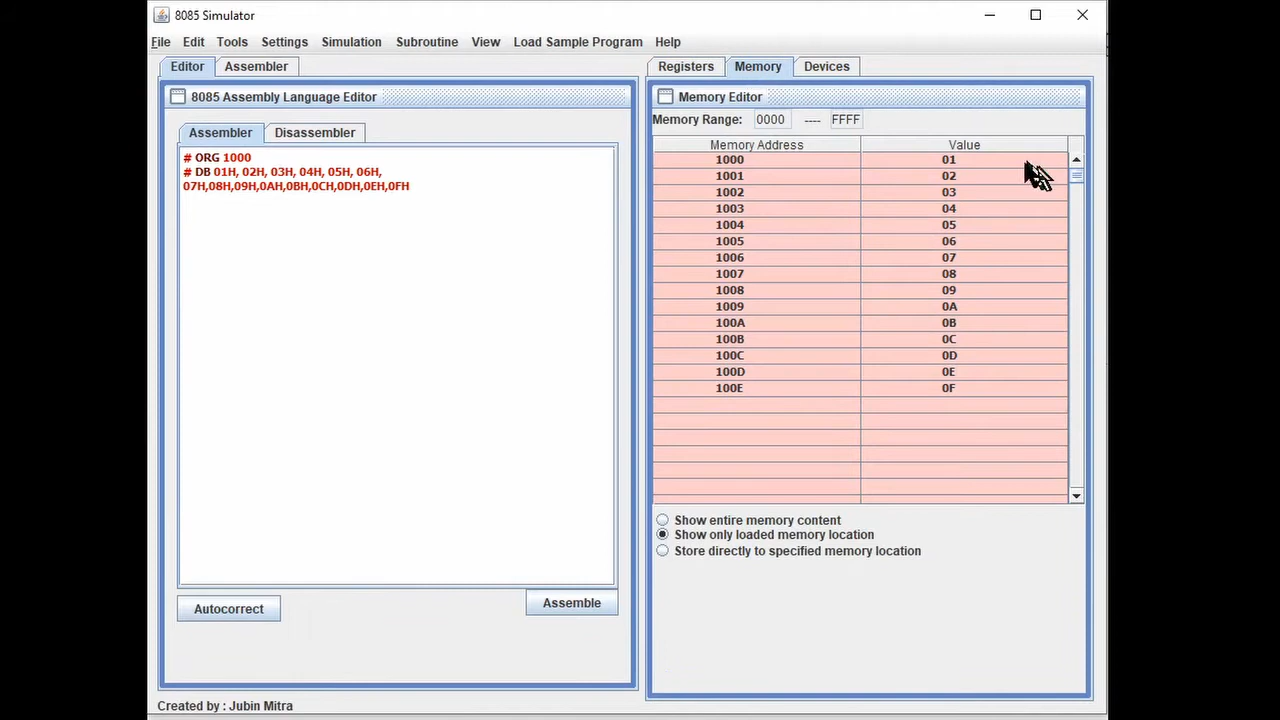 8085 Simulator
File Edit Tools Settings Simulation Subroutine View Load Sample Program Help
Editor Assembler
8085 Assembly Language Editor
Assembler Disassembler
# ORG 1000
# DB 01H, 02H, 03H, 04H, 05H, 06H,
07H,08H,09H,0AH,0BH,0CH,0DH,0EH,0FH
Autocorrect
Assemble
Registers Memory Devices
Memory Editor
Memory Range: 0000 ---- FFFF
Memory Address Value
1000 01
1001 02
1002 03
1003 04
1004 05
1005 06
1006 07
1007 08
1008 09
1009 0A
100A 0B
100B 0C
100C 0D
100D 0E
100E 0F
Show entire memory content
Show only loaded memory location
Store directly to specified memory location
Created by : Jubin Mitra